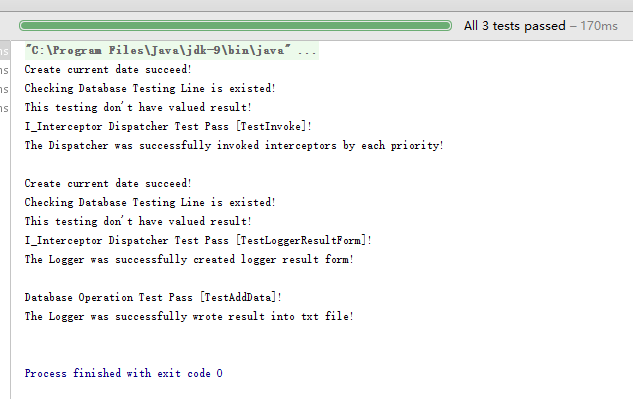 All 3 tests passed – 170ms
"C:\Program Files\Java\jdk-9\bin\java" ...
Create current date succeed!
Checking Database Testing Line is existed!
This testing don't have valued result!
I_Interceptor Dispatcher Test Pass [TestInvoke]!
The Dispatcher was successfully invoked interceptors by each priority!
Create current date succeed!
Checking Database Testing Line is existed!
This testing don't have valued result!
I_Interceptor Dispatcher Test Pass [TestLoggerResultForm]!
The Logger was successfully created logger result form!
Database Operation Test Pass [TestAddData]!
The Logger was successfully wrote result into txt file!
Process finished with exit code 0